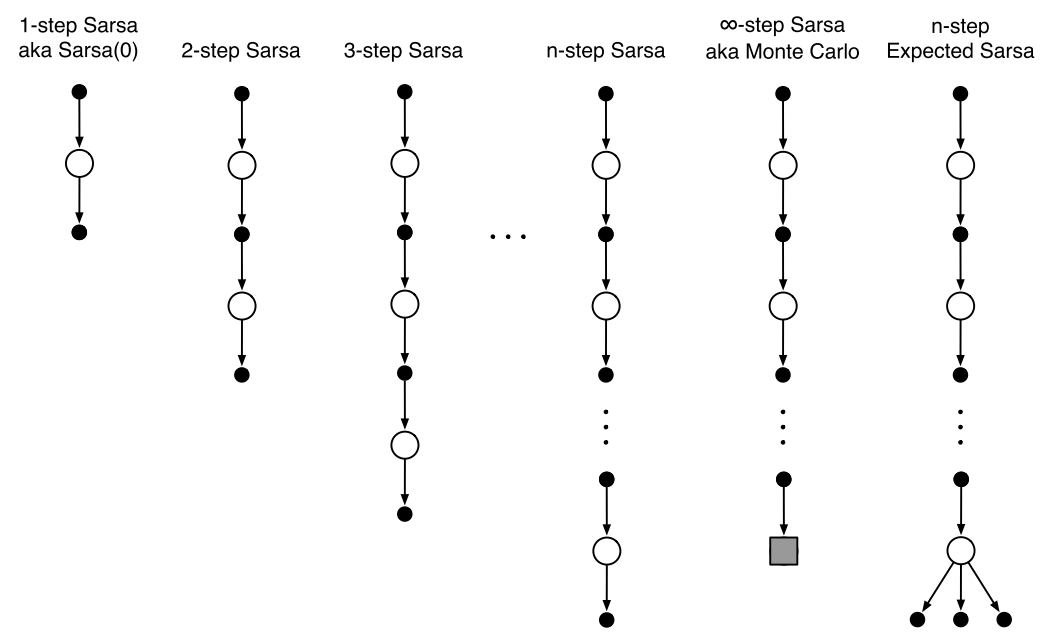 1-step Sarsa
aka Sarsa(0)
2-step Sarsa
3-step Sarsa
n-step Sarsa
∞-step Sarsa
aka Monte Carlo
n-step
Expected Sarsa